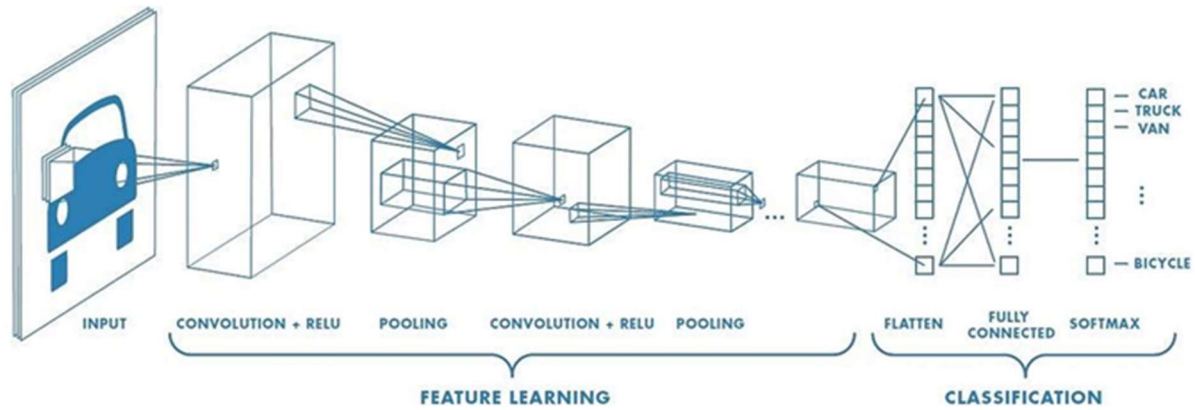 CAR
TRUCK
VAN
BICYCLE
INPUT
CONVOLUTION + RELU
POOLING
CONVOLUTION + RELU
POOLING
FLATTEN
FULLY
CONNECTED
SOFTMAX
FEATURE LEARNING
CLASSIFICATION